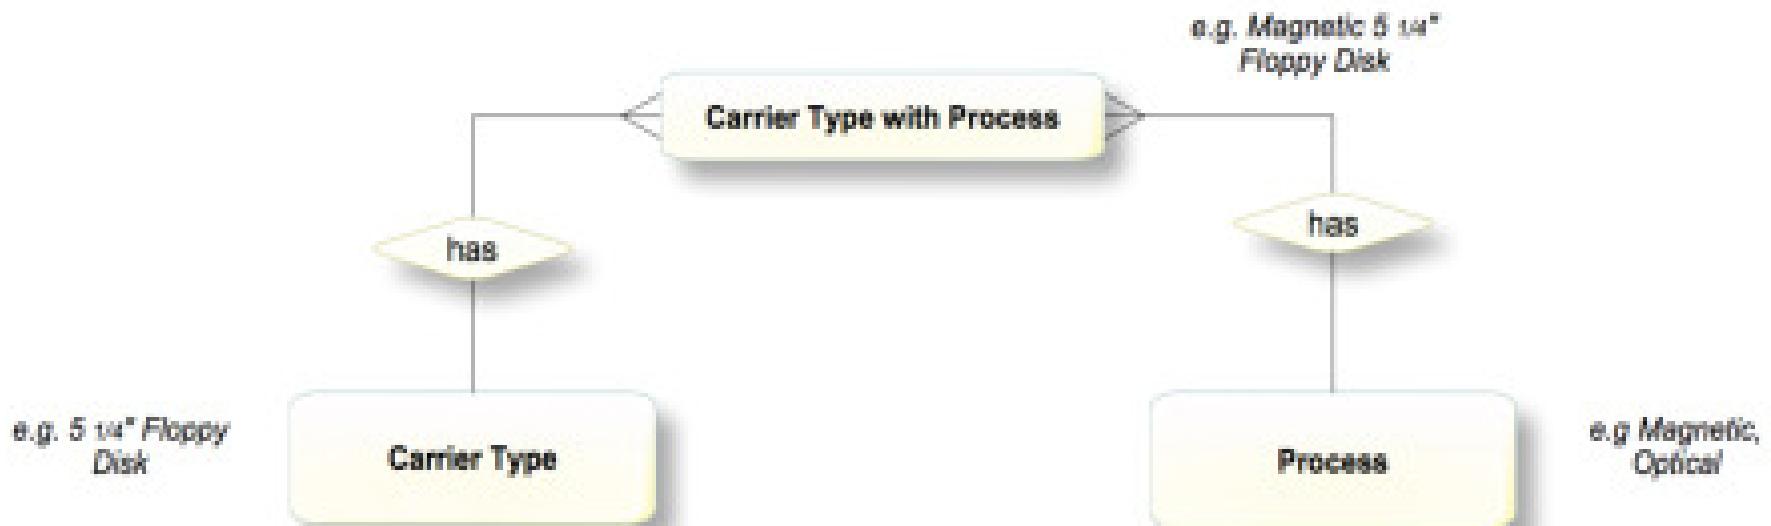 e.g. Magnetic 5 1/4"
Floppy Disk
Carrier Type with Process
has
has
e.g. 5 1/4" Floppy
Disk
Carrier Type
Process
e.g Magnetic,
Optical